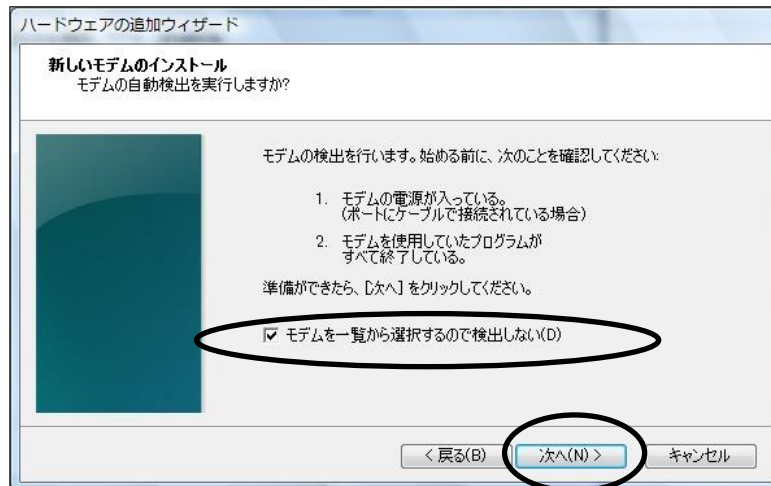 ハードウェアの追加ウィザード
新しいモデムのインストール
モデムの自動検出を実行しますか?
モデムの検出を行います。始める前に、次のことを確認してください:
1. モデムの電源が入っている。
(ポートにケーブルで接続されている場合)
2. モデムを使用していたプログラムが
すべて終了している。
準備ができたら、[次へ] をクリックしてください。
モデムを一覧から選択するので検出しない(D)
< 戻る(B) 次へ(N) > キャンセル